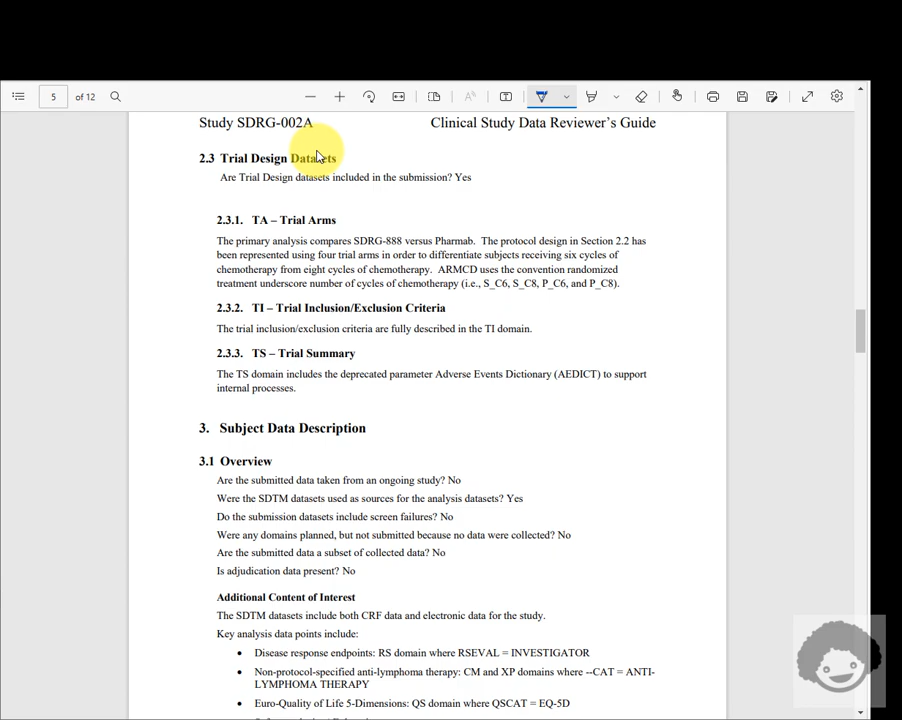 5 of 12
Study SDRG-002A Clinical Study Data Reviewer's Guide
2.3 Trial Design Datasets
Are Trial Design datasets included in the submission? Yes
2.3.1. TA – Trial Arms
The primary analysis compares SDRG-888 versus Pharmab. The protocol design in Section 2.2 has
been represented using four trial arms in order to differentiate subjects receiving six cycles of
chemotherapy from eight cycles of chemotherapy. ARMCD uses the convention randomized
treatment underscore number of cycles of chemotherapy (i.e., S_C6, S_C8, P_C6, and P_C8).
2.3.2. TI – Trial Inclusion/Exclusion Criteria
The trial inclusion/exclusion criteria are fully described in the TI domain.
2.3.3. TS – Trial Summary
The TS domain includes the deprecated parameter Adverse Events Dictionary (AEDICT) to support
internal processes.
3. Subject Data Description
3.1 Overview
Are the submitted data taken from an ongoing study? No
Were the SDTM datasets used as sources for the analysis datasets? Yes
Do the submission datasets include screen failures? No
Were any domains planned, but not submitted because no data were collected? No
Are the submitted data a subset of collected data? No
Is adjudication data present? No
Additional Content of Interest
The SDTM datasets include both CRF data and electronic data for the study.
Key analysis data points include:
• Disease response endpoints: RS domain where RSEVAL = INVESTIGATOR
• Non-protocol-specified anti-lymphoma therapy: CM and XP domains where --CAT = ANTI-
LYMPHOMA THERAPY
• Euro-Quality of Life 5-Dimensions: QS domain where QSCAT = EQ-5D